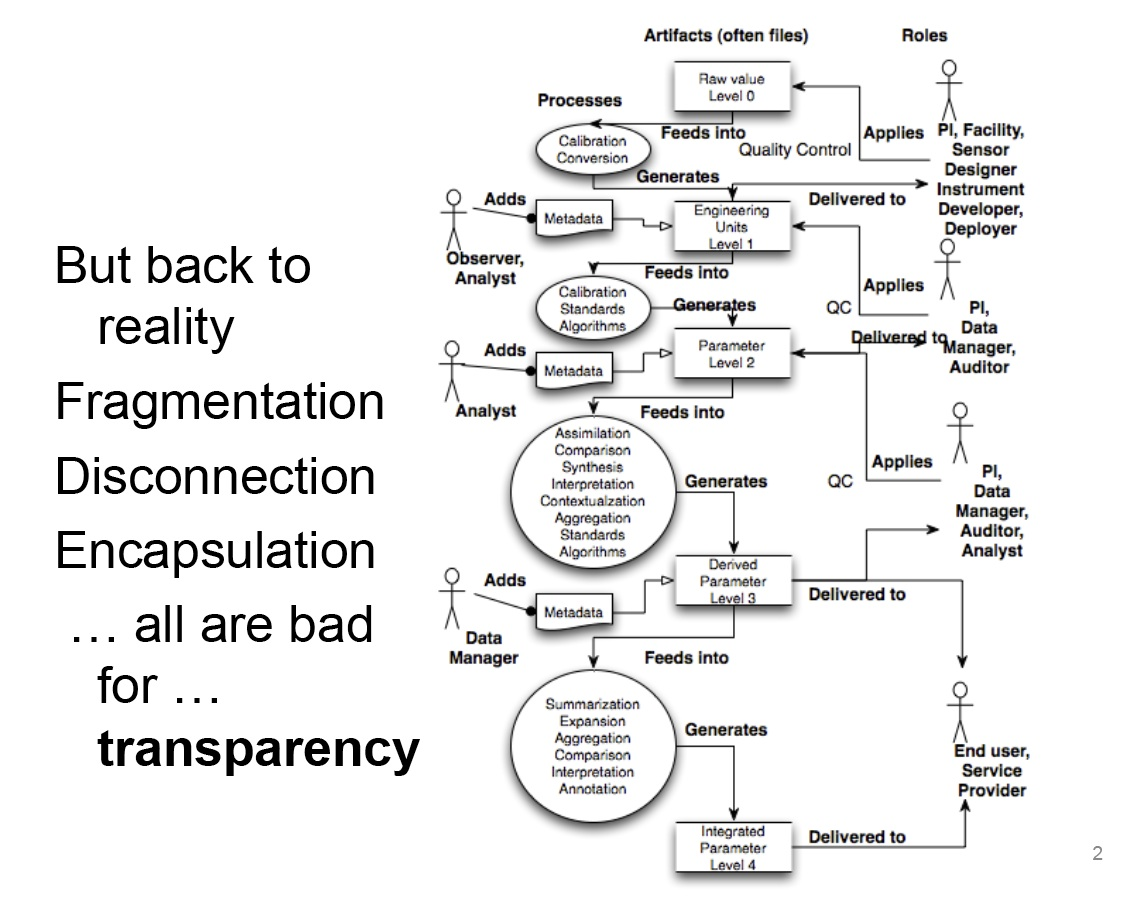 But back to
reality
Fragmentation
Disconnection
Encapsulation
… all are bad
for …
transparency
Artifacts (often files)
Roles
Raw value
Level 0
Processes
Feeds into
Calibration
Conversion
Quality Control
Applies
PI, Facility,
Sensor
Designer
Instrument
Developer,
Deployer
Generates
Delivered to
Adds
Metadata
Engineering
Units
Level 1
Observer,
Analyst
Feeds into
Applies
Calibration
Standards
Algorithms
Generates
QC
PI,
Data
Manager,
Auditor
Delivered to
Adds
Metadata
Parameter
Level 2
Analyst
Feeds into
Assimilation
Comparison
Synthesis
Interpretation
Contextualzation
Aggregation
Standards
Algorithms
Generates
Applies
QC
PI,
Data
Manager,
Auditor,
Analyst
Adds
Metadata
Derived
Parameter
Level 3
Delivered to
Data
Manager
Feeds into
Summarization
Expansion
Aggregation
Comparison
Interpretation
Annotation
Generates
End user,
Service
Provider
Integrated
Parameter
Level 4
Delivered to
2